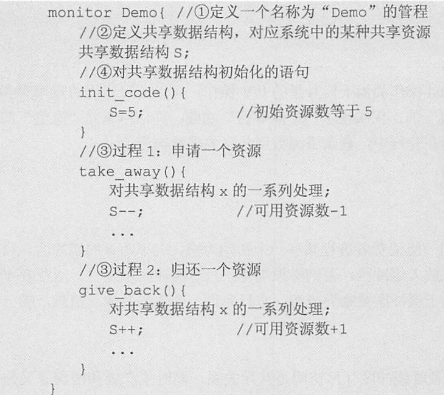 monitor Demo{ //①定义一个名称为“Demo”的管程
//②定义共享数据结构，对应系统中的某种共享资源
共享数据结构 S;
//④对共享数据结构初始化的语句
init_code(){
S=5; //初始资源数等于 5
}
//③过程 1：申请一个资源
take_away(){
对共享数据结构 x 的一系列处理;
S--; //可用资源数-1
...
}
//③过程 2：归还一个资源
give_back(){
对共享数据结构 x 的一系列处理;
S++; //可用资源数+1
...
}
}